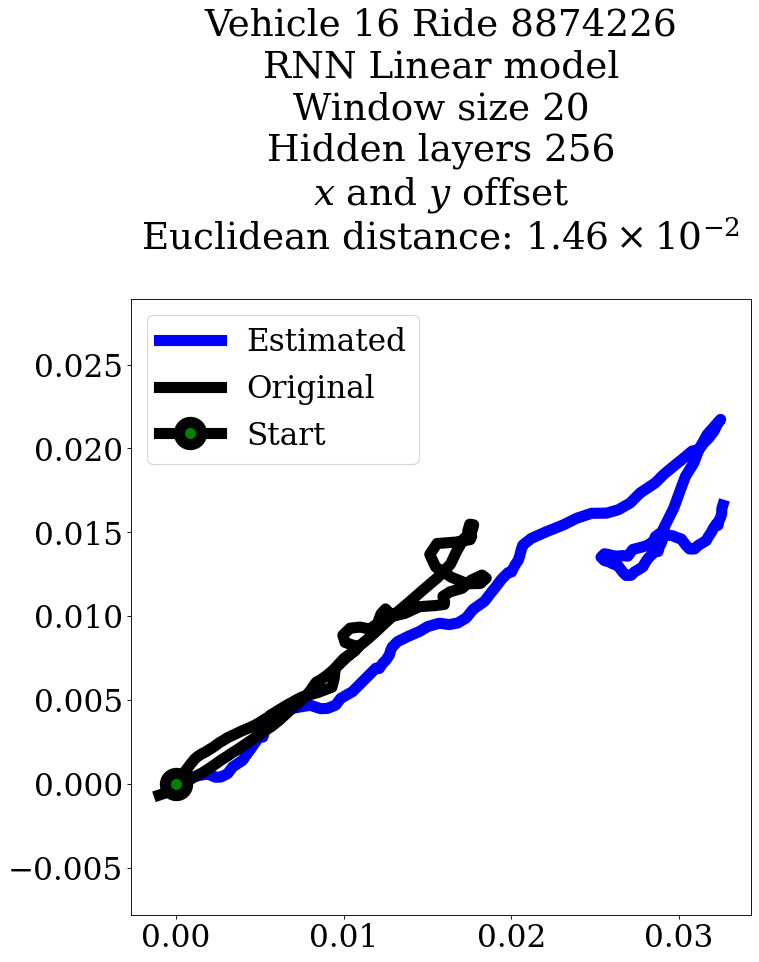 Vehicle 16 Ride 8874226
RNN Linear model
Window size 20
Hidden layers 256
x and y offset
Euclidean distance: 1.46 × 10⁻²
Estimated
Original
Start
0.025
0.020
0.015
0.010
0.005
0.000
−0.005
0.00 0.01 0.02 0.03